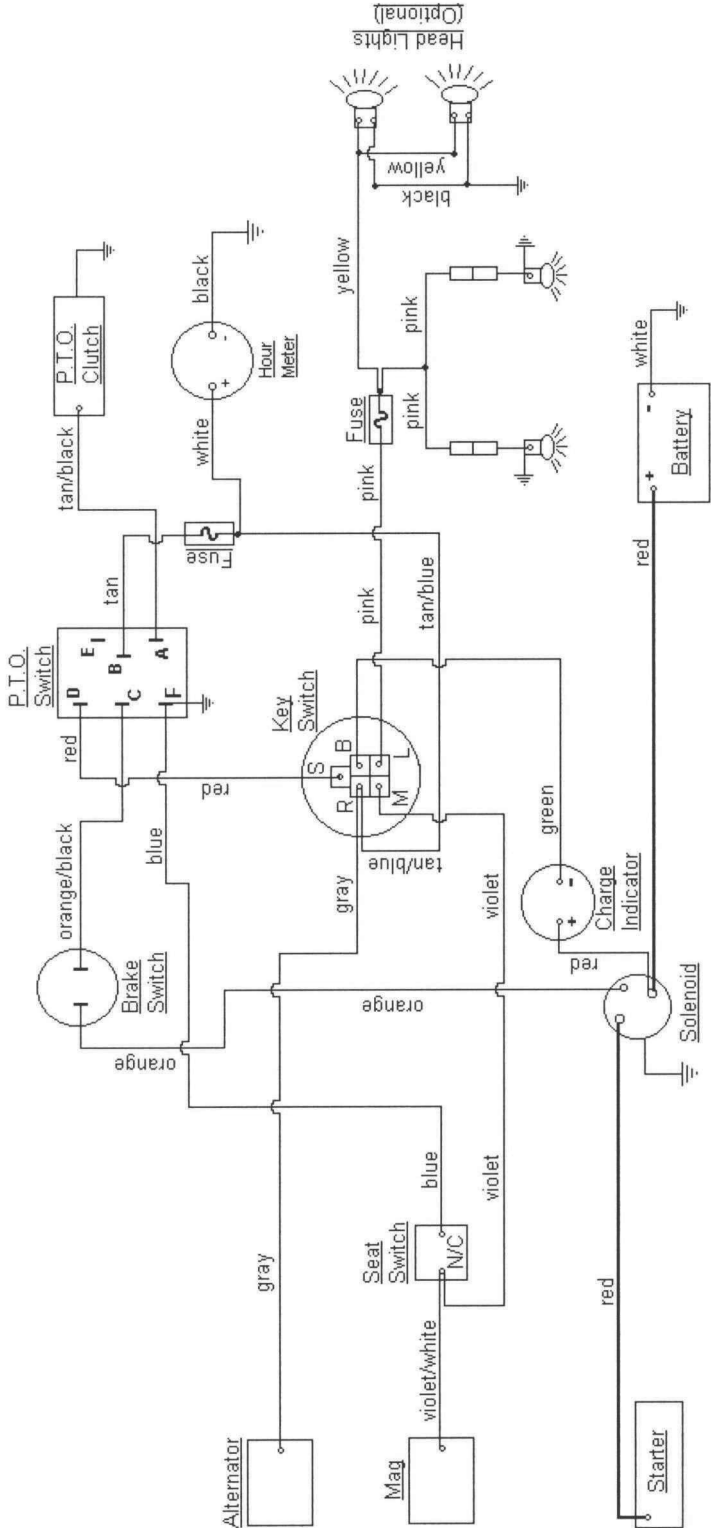 P.T.O.
Clutch
tan/black
black
+
-
Hour
Meter
white
Fuse
tan
P.T.O.
Switch
D
E
C
B
F
A
red
orange/black
blue
Brake
Switch
orange
orange
Head Lights
(Optional)
yellow
yellow
black
pink
pink
Fuse
pink
pink
tan/blue
Key
Switch
S
B
R
L
M
red
tan/blue
gray
gray
violet
violet
green
+
-
Charge
Indicator
red
Alternator
Mag
violet/white
Seat
Switch
N/C
blue
white
+
-
Battery
red
Solenoid
red
Starter